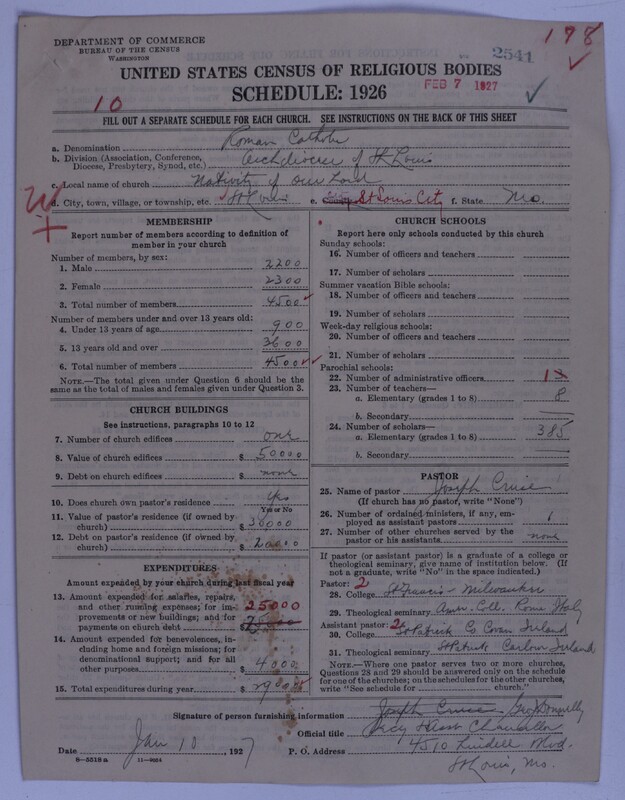 DEPARTMENT OF COMMERCE
BUREAU OF THE CENSUS
WASHINGTON
2541
178
UNITED STATES CENSUS OF RELIGIOUS BODIES
FEB 7 1927
SCHEDULE: 1926
10
FILL OUT A SEPARATE SCHEDULE FOR EACH CHURCH. SEE INSTRUCTIONS ON THE BACK OF THIS SHEET
a. Denomination Roman Catholic
b. Division (Association, Conference, Diocese, Presbytery, Synod, etc.) Archdiocese of St Louis
c. Local name of church Nativity of Our Lord
d. City, town, village, or township, etc. St Louis e. County St Louis City f. State Mo.
MEMBERSHIP
Report number of members according to definition of
member in your church
Number of members, by sex:
1. Male 2200
2. Female 2300
3. Total number of members 4500
Number of members under and over 13 years old:
4. Under 13 years of age 900
5. 13 years old and over 3600
6. Total number of members 4500
NOTE.—The total given under Question 6 should be the
same as the total of males and females given under Question 3.
CHURCH BUILDINGS
See instructions, paragraphs 10 to 12
7. Number of church edifices one
8. Value of church edifices $ 50000
9. Debt on church edifices $ none
10. Does church own pastor's residence Yes
Yes or No
11. Value of pastor's residence (if owned by
church) $ 30000
12. Debt on pastor's residence (if owned by
church) $ 20000
EXPENDITURES
Amount expended by your church during last fiscal year
13. Amount expended for salaries, repairs,
and other running expenses; for im-
provements or new buildings; and for
payments on church debt $ 25000
14. Amount expended for benevolences, in-
cluding home and foreign missions; for
denominational support; and for all
other purposes $ 4000
15. Total expenditures during year $ 29000
CHURCH SCHOOLS
Report here only schools conducted by this church
Sunday schools:
16. Number of officers and teachers
17. Number of scholars
Summer vacation Bible schools:
18. Number of officers and teachers
19. Number of scholars
Week-day religious schools:
20. Number of officers and teachers
21. Number of scholars
Parochial schools:
22. Number of administrative officers 1
23. Number of teachers—
a. Elementary (grades 1 to 8) 8
b. Secondary
24. Number of scholars—
a. Elementary (grades 1 to 8) 385
b. Secondary
PASTOR
25. Name of pastor Joseph Cruse
(If church has no pastor, write "None")
26. Number of ordained ministers, if any, em-
ployed as assistant pastors 1
27. Number of other churches served by the
pastor or his assistants none
If pastor (or assistant pastor) is a graduate of a college or
theological seminary, give name of institution below. (If
not a graduate, write "No" in the space indicated.)
Pastor: 2
28. College St Francis - Milwaukee
29. Theological seminary Amer. Coll. Rome Italy
Assistant pastor: 2
30. College St Patrick Co Cavan Ireland
31. Theological seminary St Patrick Carlow Ireland
NOTE.—Where one pastor serves two or more churches,
Questions 28 and 29 should be answered only on the schedule
for one of the churches; on the schedules for the other churches,
write "See schedule for church."
Signature of person furnishing information Joseph Cruse Geo J Donnelly
Official title Chancellor
Date Jan 10 1927 P. O. Address 4510 Lindell Blvd.
8—5218 a 11—9354
St Louis, Mo.